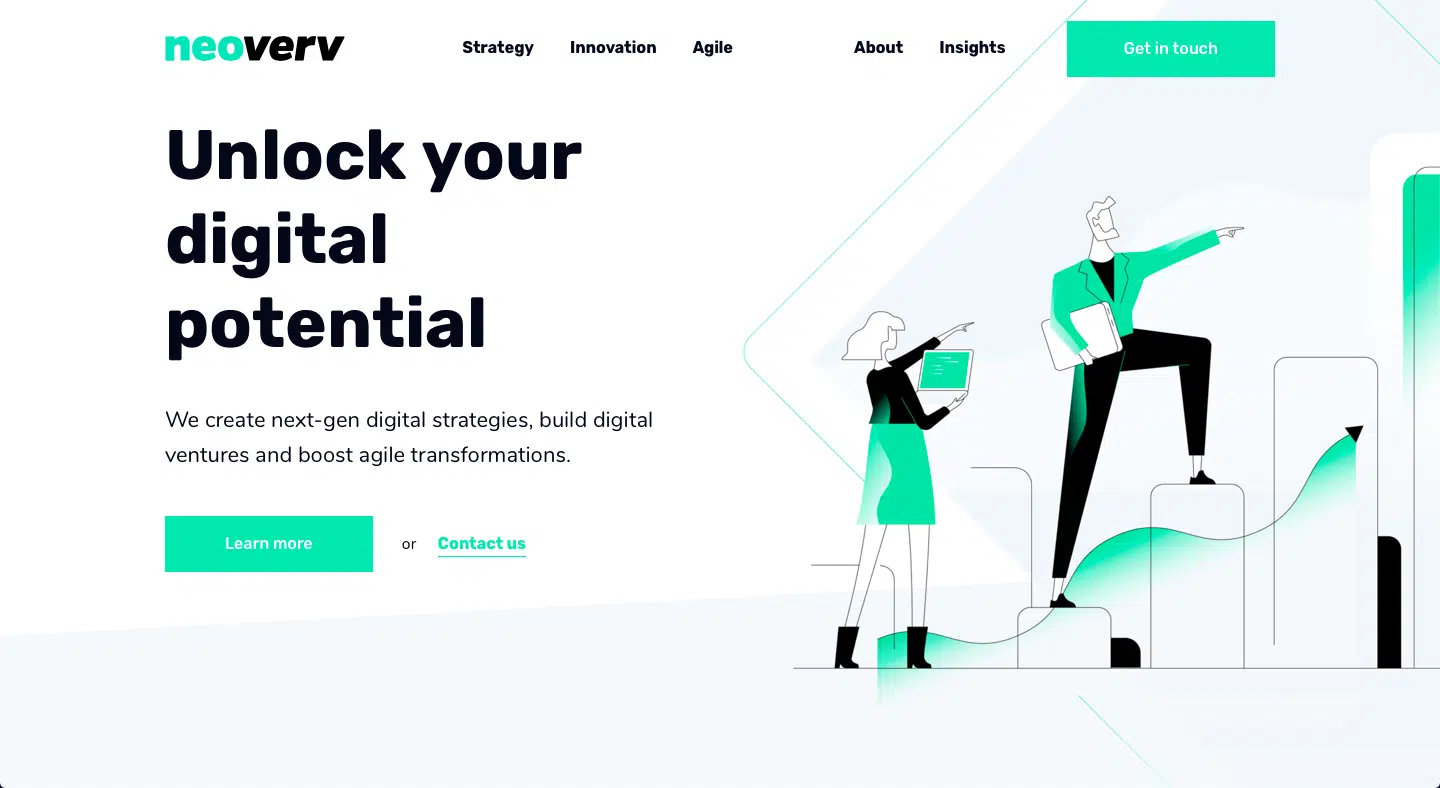 neoverv
Strategy Innovation Agile About Insights Get in touch
Unlock your
digital
potential
We create next-gen digital strategies, build digital
ventures and boost agile transformations.
Learn more or Contact us